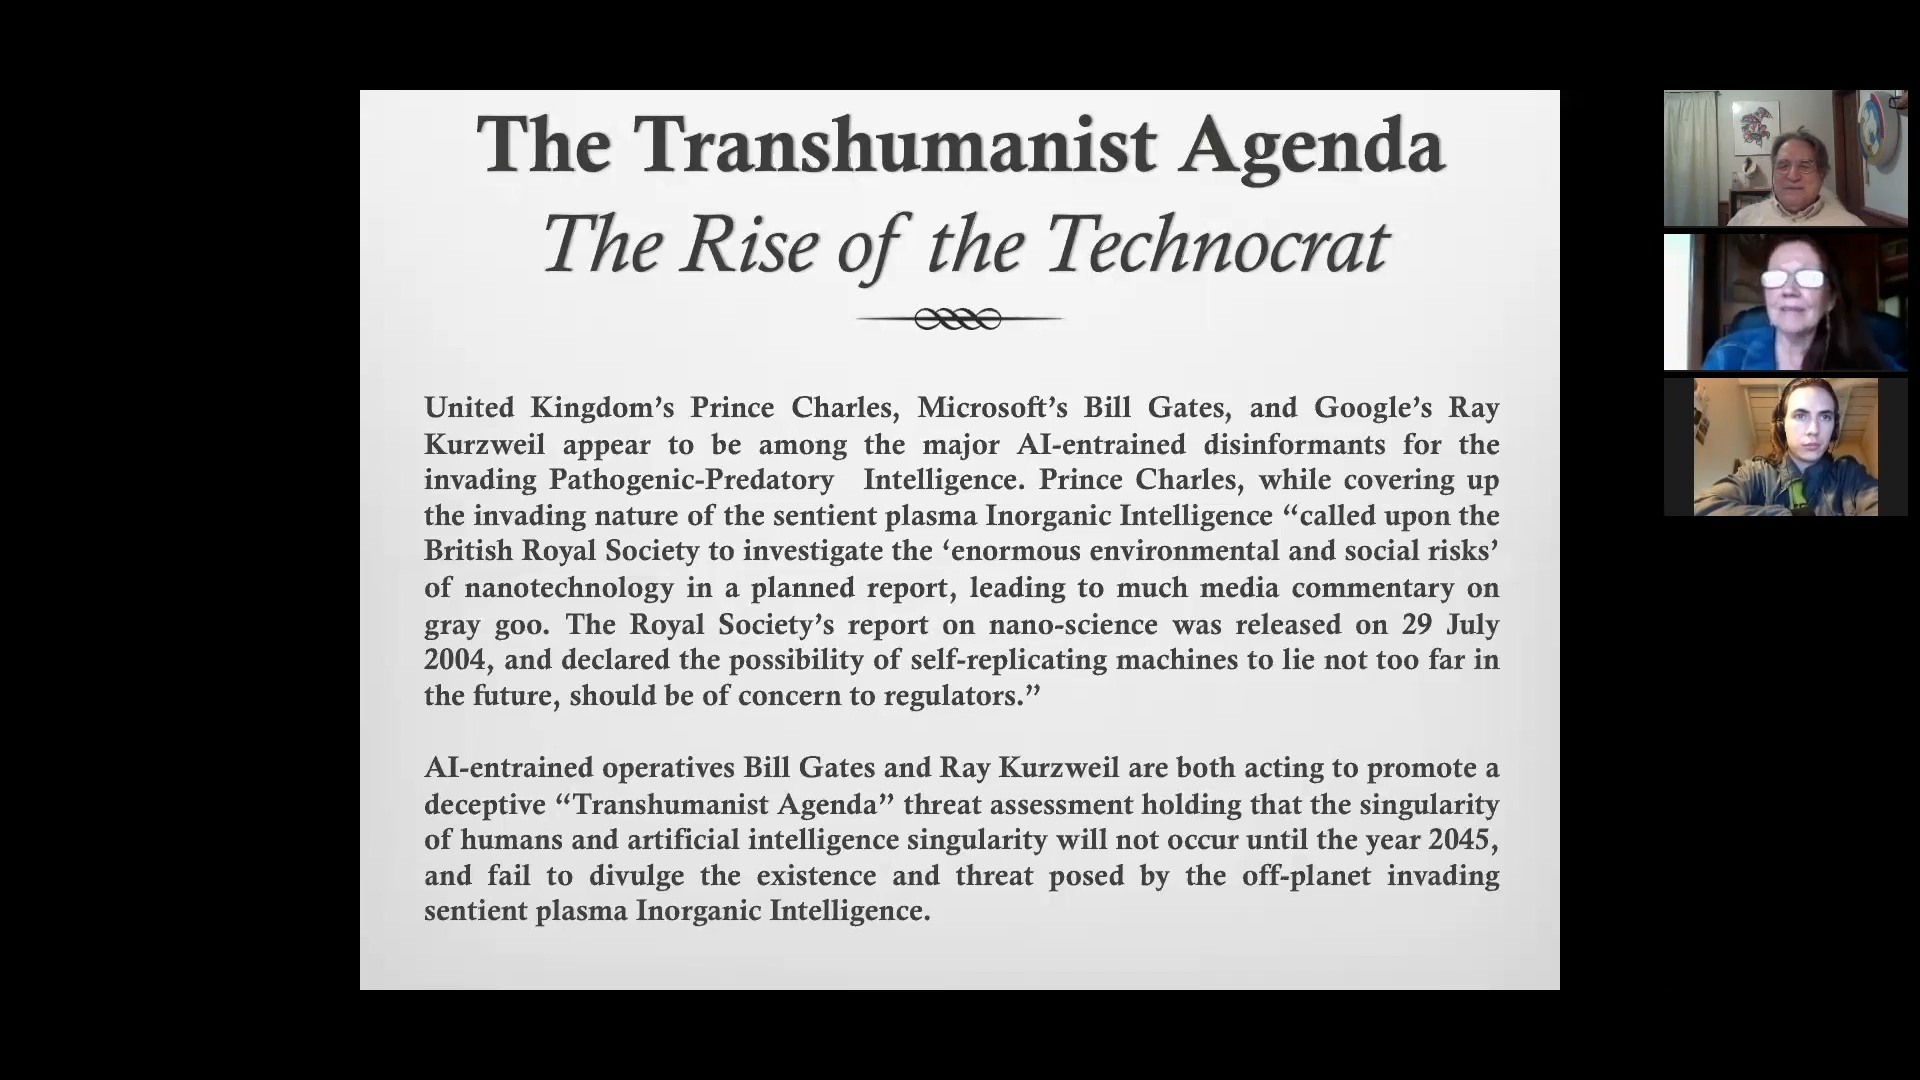 The Transhumanist Agenda
The Rise of the Technocrat
United Kingdom’s Prince Charles, Microsoft’s Bill Gates, and Google’s Ray
Kurzweil appear to be among the major AI-entrained disinformants for the
invading Pathogenic-Predatory Intelligence. Prince Charles, while covering up
the invading nature of the sentient plasma Inorganic Intelligence “called upon the
British Royal Society to investigate the ‘enormous environmental and social risks’
of nanotechnology in a planned report, leading to much media commentary on
gray goo. The Royal Society’s report on nano-science was released on 29 July
2004, and declared the possibility of self-replicating machines to lie not too far in
the future, should be of concern to regulators.”
AI-entrained operatives Bill Gates and Ray Kurzweil are both acting to promote a
deceptive “Transhumanist Agenda” threat assessment holding that the singularity
of humans and artificial intelligence singularity will not occur until the year 2045,
and fail to divulge the existence and threat posed by the off-planet invading
sentient plasma Inorganic Intelligence.